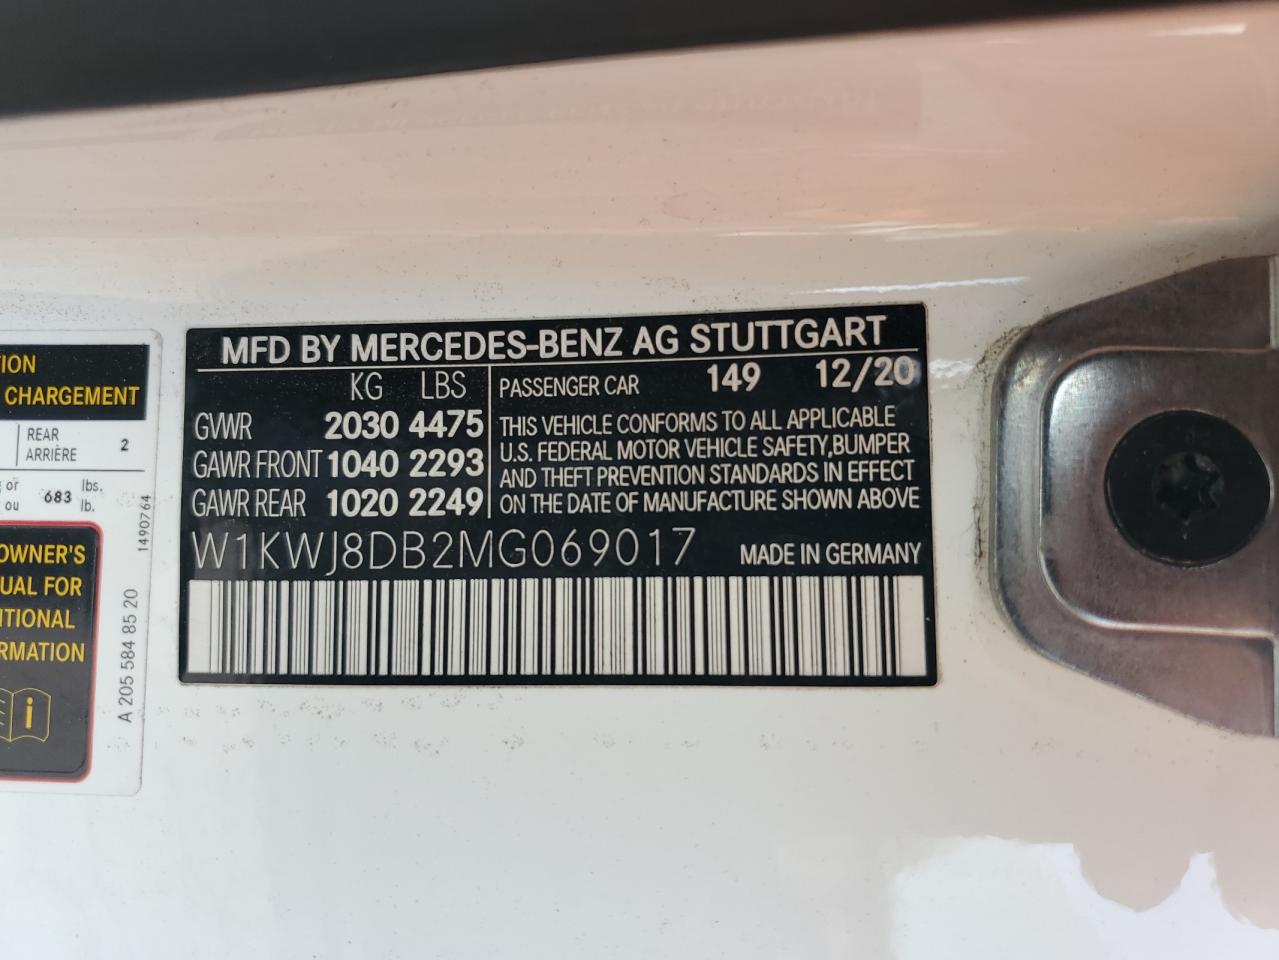 TION
CHARGEMENT
REAR
ARRIÈRE 2
or
ou 683 lbs.
lb.
1490764
OWNER'S
UAL FOR
ITIONAL
RMATION
i
A 205 584 85 20
MFD BY MERCEDES-BENZ AG STUTTGART
KG LBS
GVWR 2030 4475
GAWR FRONT 1040 2293
GAWR REAR 1020 2249
PASSENGER CAR 149 12/20
THIS VEHICLE CONFORMS TO ALL APPLICABLE
U.S. FEDERAL MOTOR VEHICLE SAFETY,BUMPER
AND THEFT PREVENTION STANDARDS IN EFFECT
ON THE DATE OF MANUFACTURE SHOWN ABOVE
W1KWJ8DB2MG069017 MADE IN GERMANY